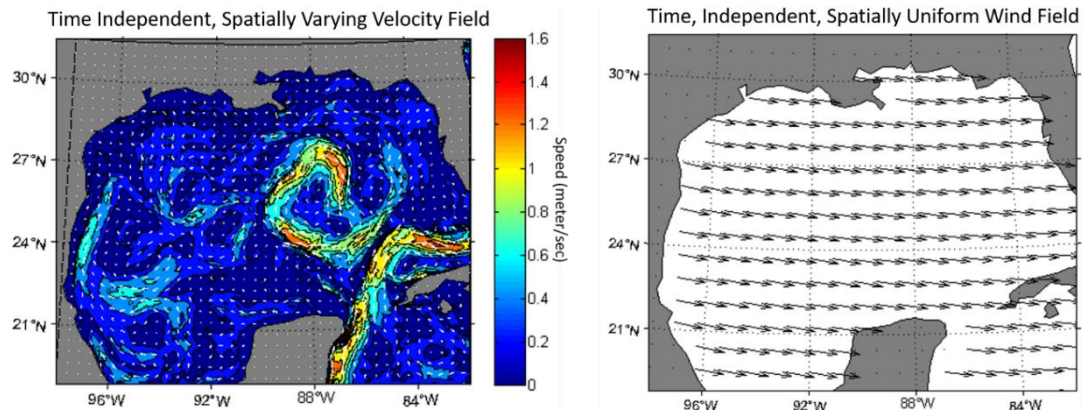 Time Independent, Spatially Varying Velocity Field
30°N
27°N
24°N
21°N
96°W
92°W
88°W
84°W
1.6
1.4
1.2
1
0.8
0.6
0.4
0.2
0
Speed (meter/sec)
Time, Independent, Spatially Uniform Wind Field
30°N
27°N
24°N
21°N
96°W
92°W
88°W
84°W